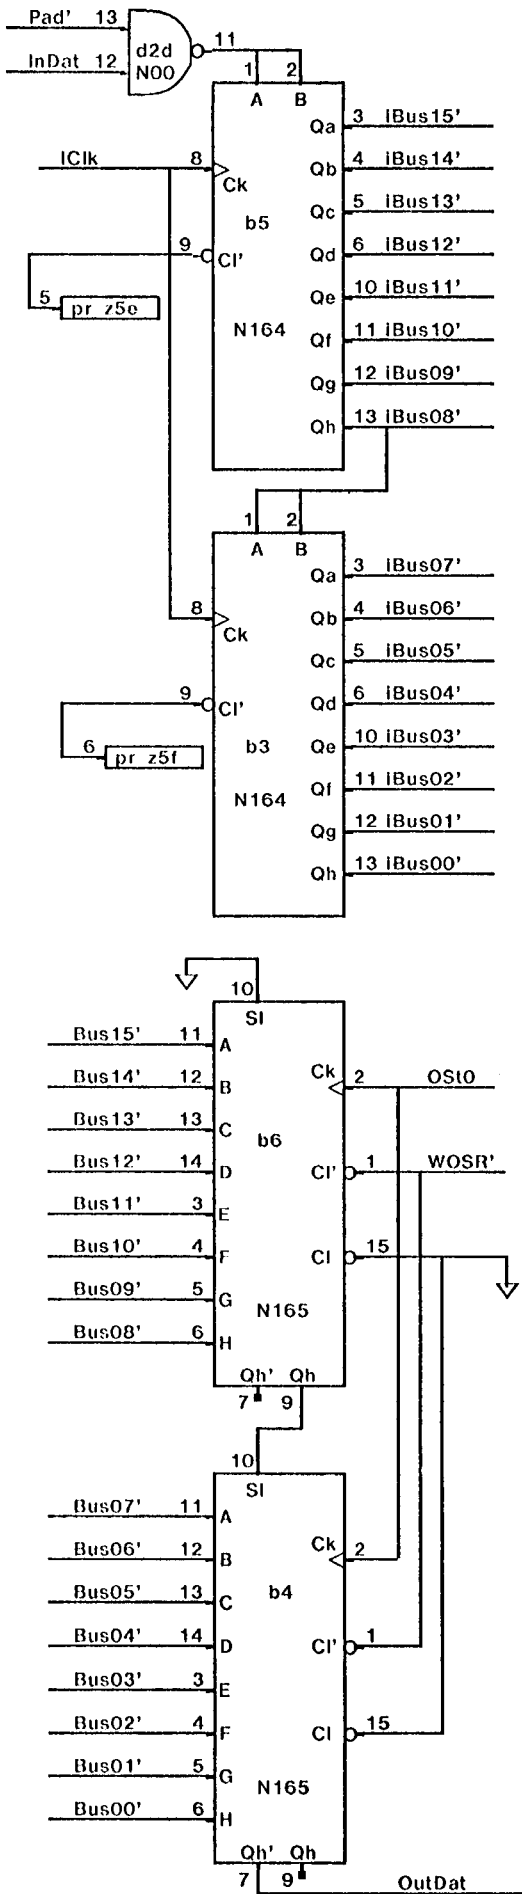 Pad' 13
d2d 11
InDat 12 N00
1 2
A B
Qa 3 iBus15'
IClk 8 Qb 4 iBus14'
Ck
Qc 5 iBus13'
b5
9 Cl' Qd 6 iBus12'
5 pr z5e Qe 10 iBus11'
N164 Qf 11 iBus10'
Qg 12 iBus09'
Qh 13 iBus08'
1 2
A B
Qa 3 iBus07'
8 Qb 4 iBus06'
Ck
Qc 5 iBus05'
9 Cl' Qd 6 iBus04'
6 pr z5f b3 Qe 10 iBus03'
N164 Qf 11 iBus02'
Qg 12 iBus01'
Qh 13 iBus00'
10
SI
Bus15' 11 A
Ck 2 OSt0
Bus14' 12 B
Bus13' 13 C b6
Bus12' 14 D Cl' 1 WOSR'
Bus11' 3 E
Bus10' 4 F CI 15
Bus09' 5 G N165
Bus08' 6 H
Qh' Qh
7 9
10
SI
Bus07' 11 A
Ck 2
Bus06' 12 B
Bus05' 13 C b4
Bus04' 14 D Cl' 1
Bus03' 3 E
Bus02' 4 F CI 15
Bus01' 5 G N165
Bus00' 6 H
Qh' Qh
7 9
OutDat